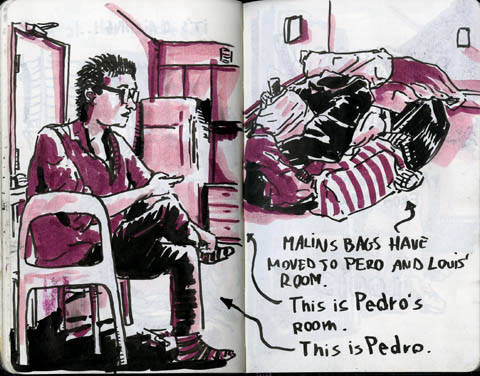 MALINS BAGS HAVE
MOVED TO PERO AND LOUIS'
ROOM.
This is Pedro's
ROOM.
This is Pedro.